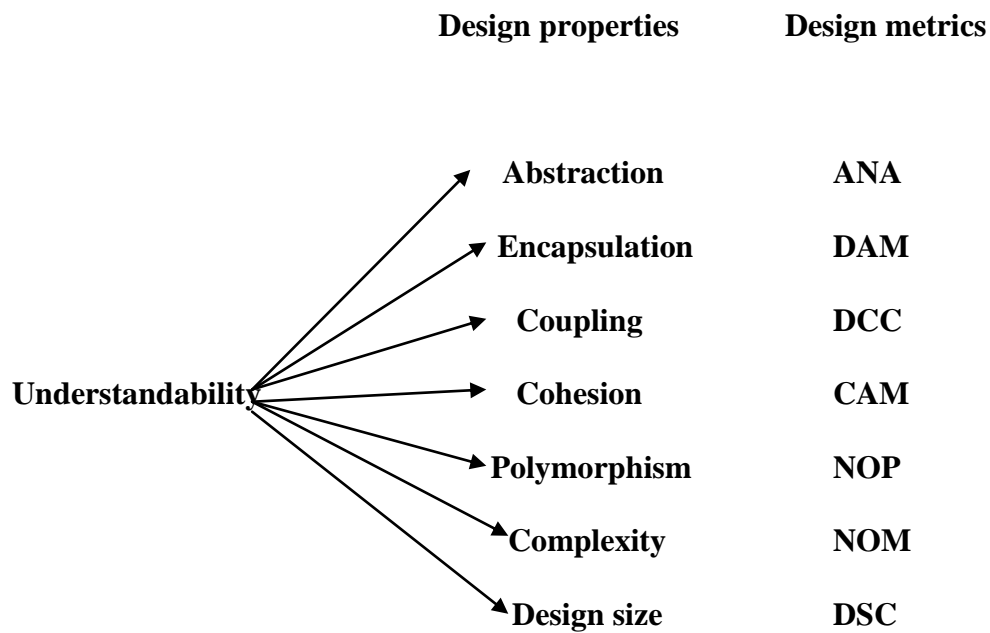 Design properties Design metrics
Abstraction ANA
Encapsulation DAM
Coupling DCC
Understandability Cohesion CAM
Polymorphism NOP
Complexity NOM
Design size DSC